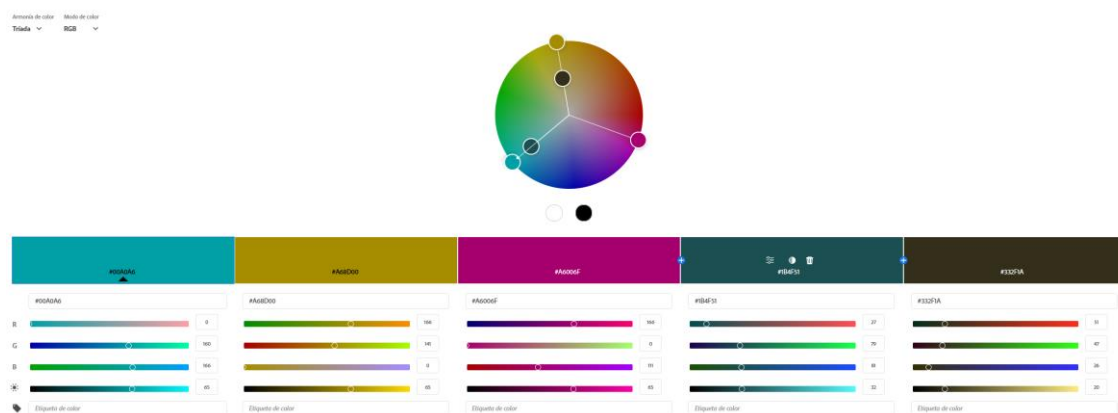 Armonía de color Modo de color
Tríada RGB
#00A0A6 #A68D00 #A6006F #1B4F51 #332F1A
#00A0A6 #A68D00 #A6006F #1B4F51 #332F1A
R 0 166 166 27 51
G 160 141 0 79 47
B 166 0 111 81 26
65 65 65 32 20
Etiqueta de color Etiqueta de color Etiqueta de color Etiqueta de color Etiqueta de color